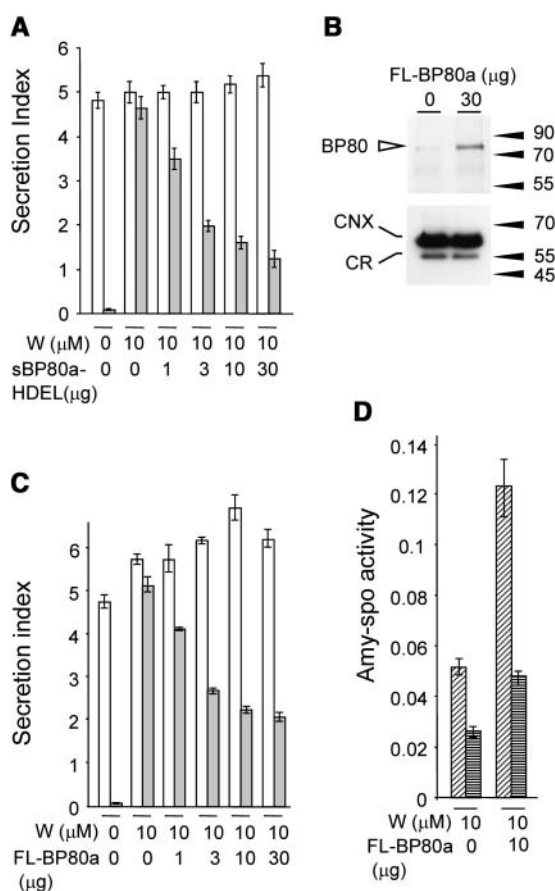 A
Secretion Index
6
5
4
3
2
1
0
W (μM) 0 10 10 10 10 10
sBP80a- 0 0 1 3 10 30
HDEL(μg)
B
FL-BP80a (μg)
0 30
BP80
90
70
55
CNX
CR
70
55
45
C
Secretion index
6
5
4
3
2
1
0
W (μM) 0 10 10 10 10 10
FL-BP80a 0 0 1 3 10 30
(μg)
D
Amy-spo activity
0.14
0.12
0.1
0.08
0.06
0.04
0.02
0
W (μM) 10 10
FL-BP80a 0 10
(μg)